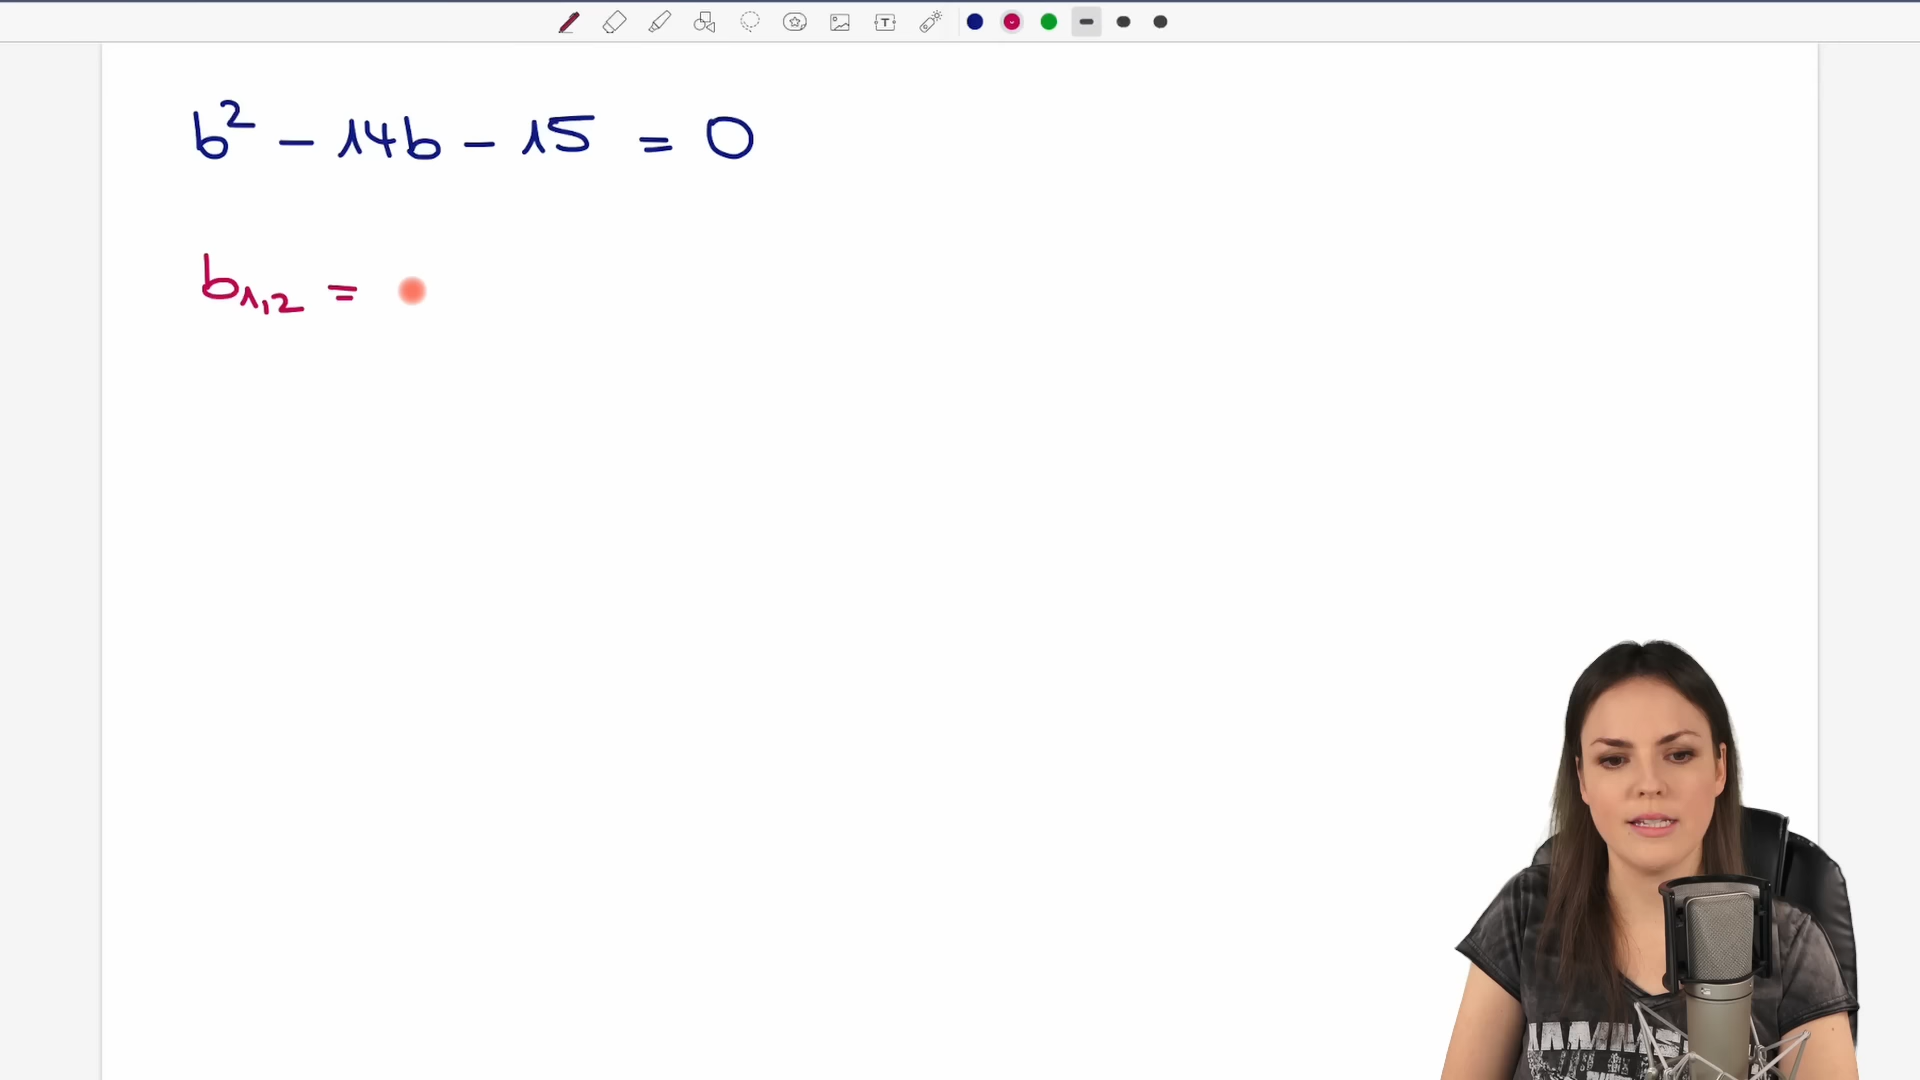 b² - 14b - 15 = 0
b₁,₂ =